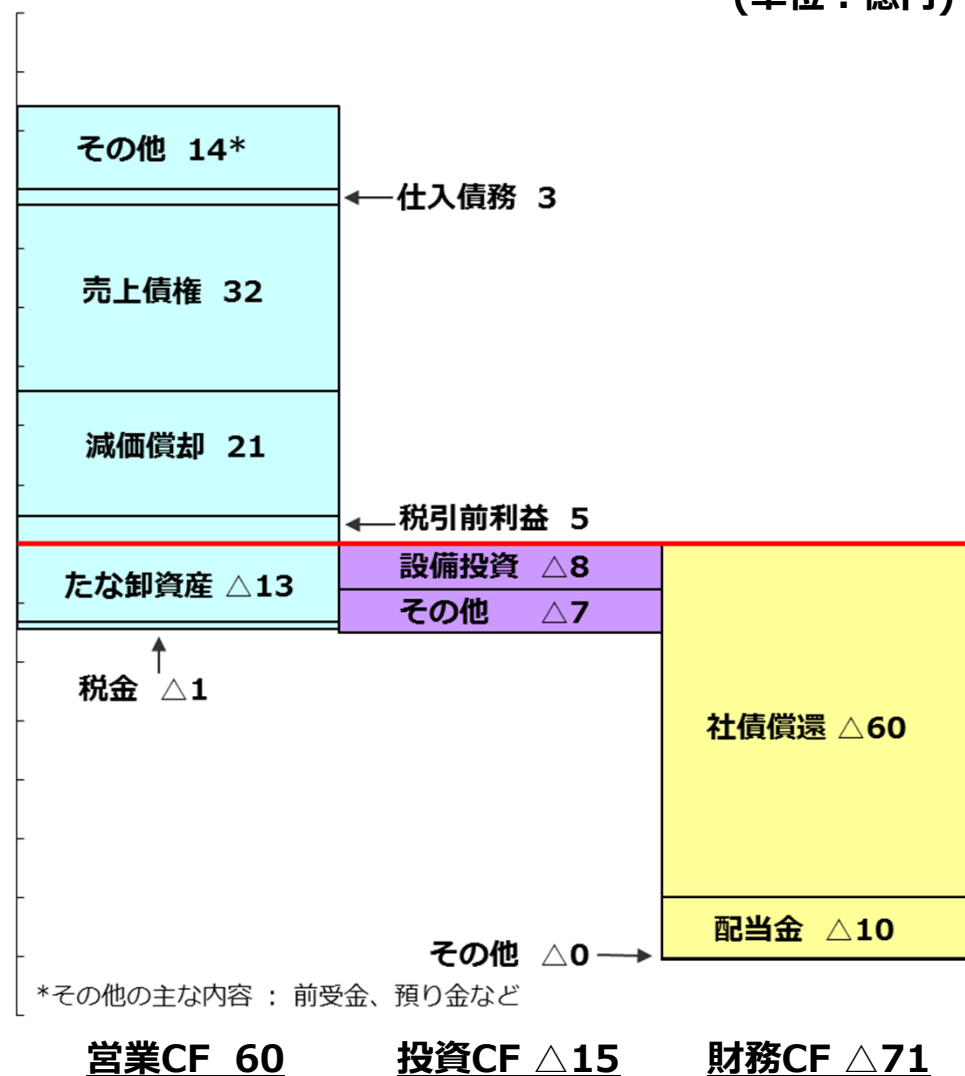 (単位：億円)
その他 14*
仕入債務 3
売上債権 32
減価償却 21
税引前利益 5
たな卸資産 △13
設備投資 △8
その他 △7
税金 △1
社債償還 △60
配当金 △10
その他 △0
*その他の主な内容 ： 前受金、預り金など
営業CF 60
投資CF △15
財務CF △71